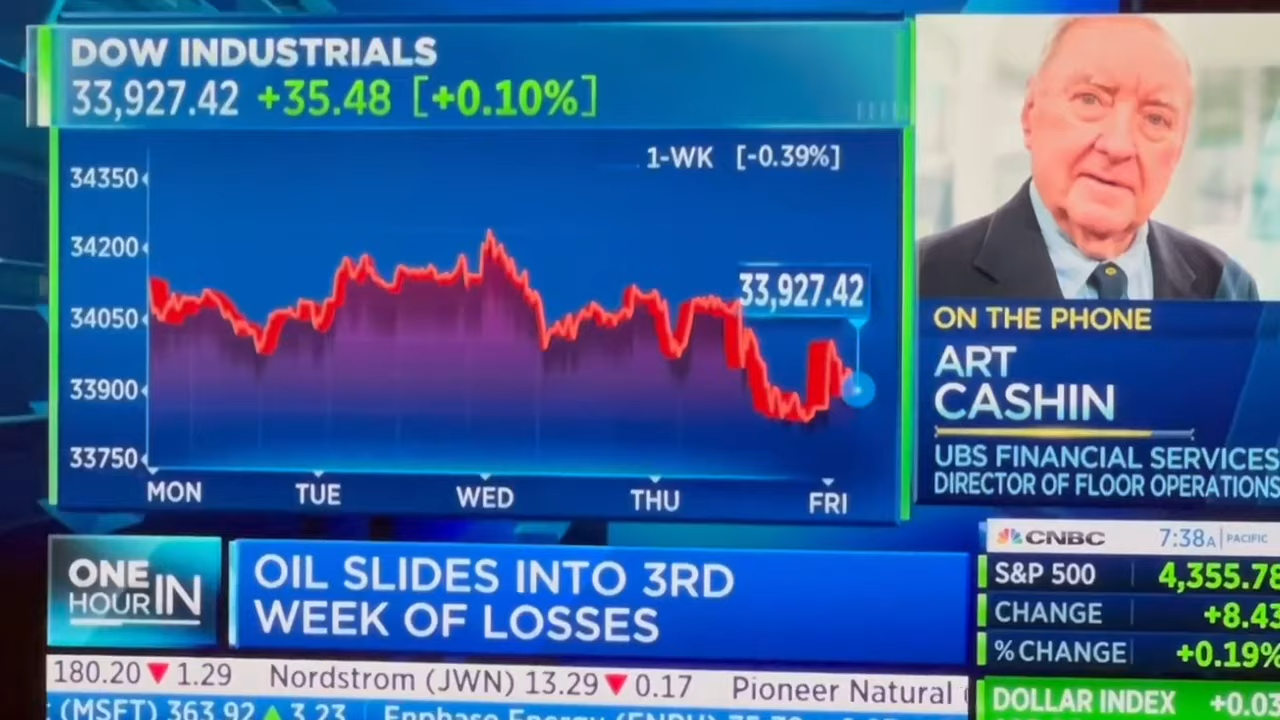 DOW INDUSTRIALS
33,927.42 +35.48 [+0.10%]
1-WK [-0.39%]
34350
34200
34050
33900
33750
33,927.42
MON TUE WED THU FRI
ON THE PHONE
ART
CASHIN
UBS FINANCIAL SERVICES
DIRECTOR OF FLOOR OPERATIONS
ONE
HOUR IN
OIL SLIDES INTO 3RD
WEEK OF LOSSES
CNBC 7:38A PACIFIC
S&P 500 4,355.78
CHANGE +8.43
% CHANGE +0.19%
DOLLAR INDEX +0.03
180.20 ▼ 1.29 Nordstrom (JWN) 13.29 ▼ 0.17 Pioneer Natural
(MSFT) 363.92 ▲ 3.23 Enphase Energy